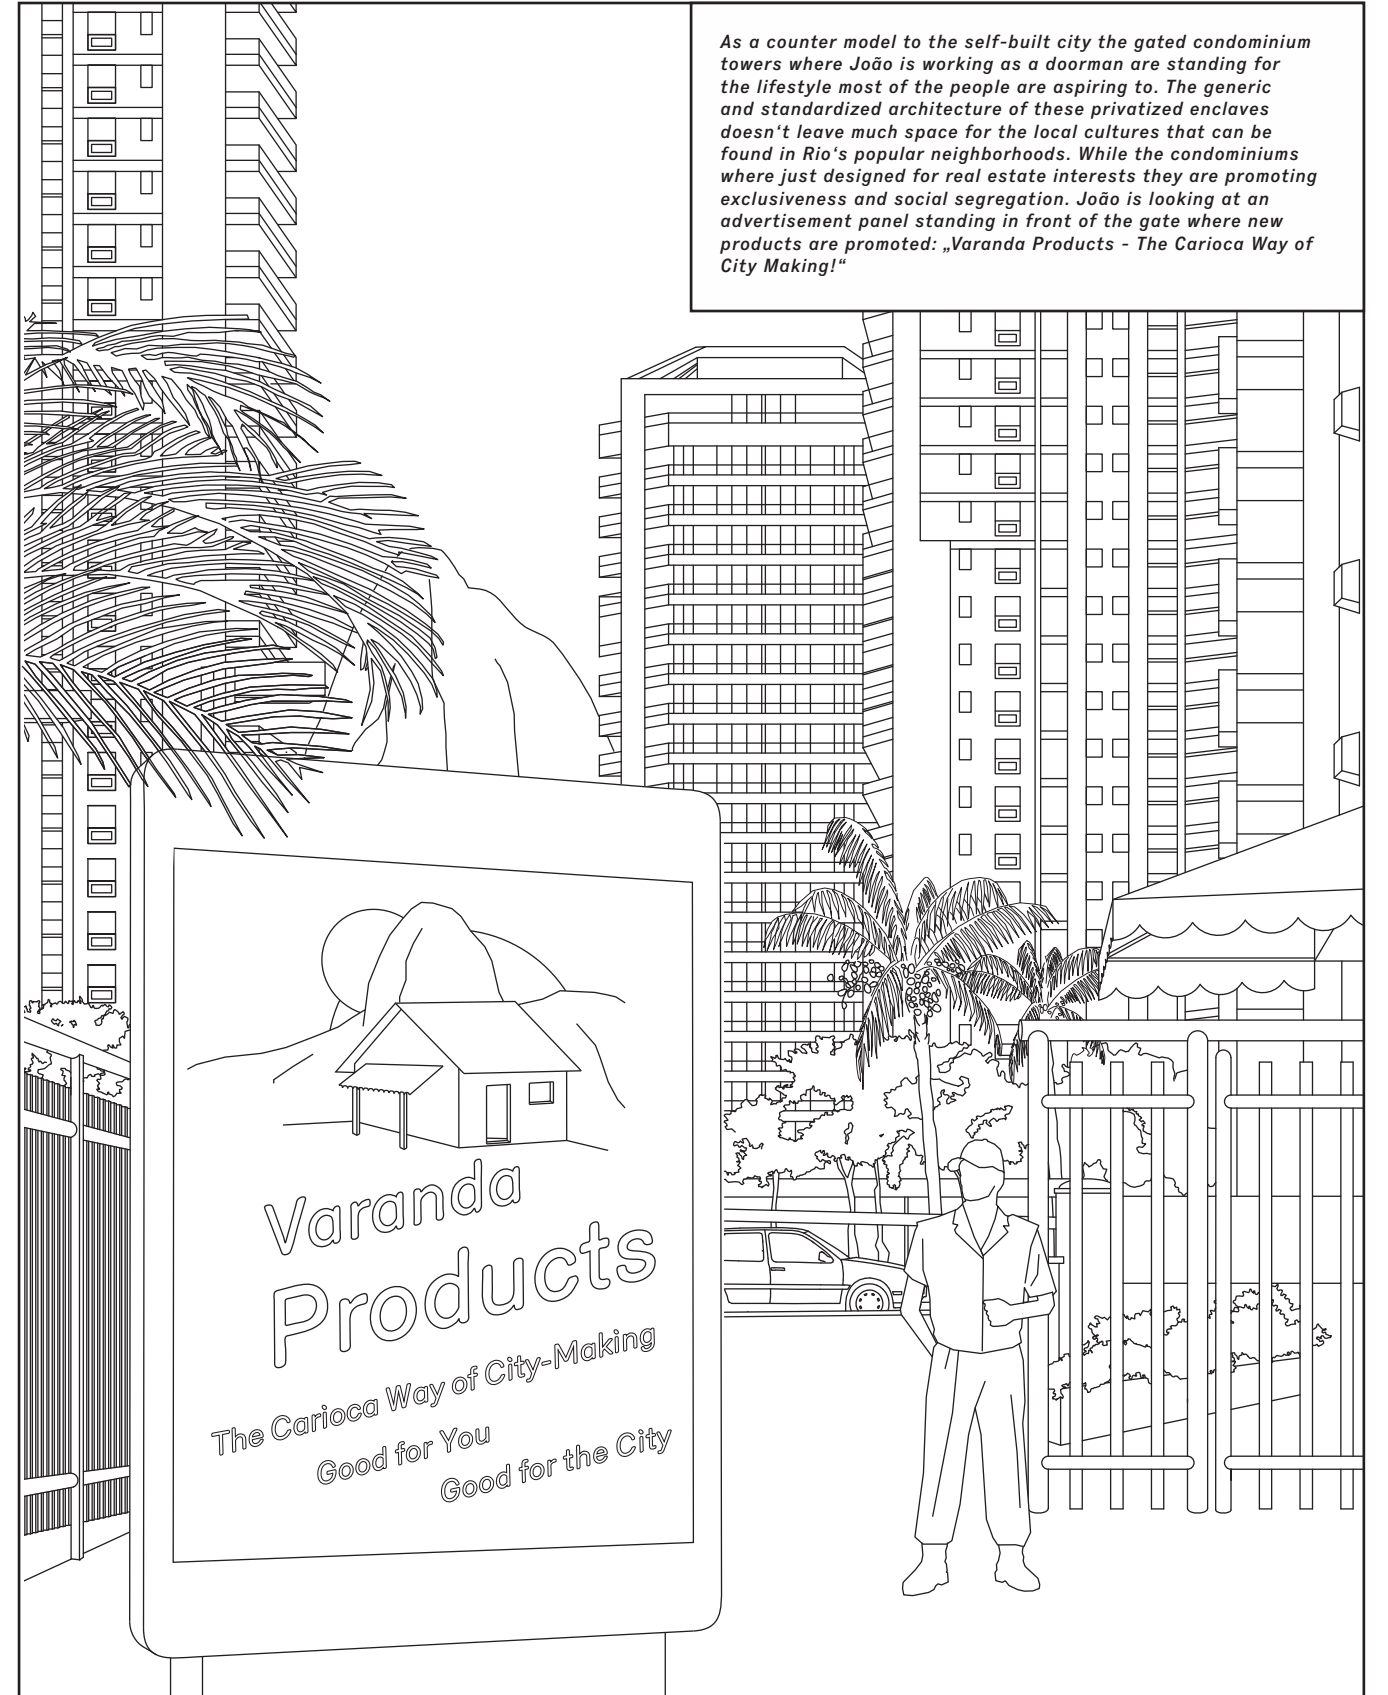 As a counter model to the self-built city the gated condominium
towers where João is working as a doorman are standing for
the lifestyle most of the people are aspiring to. The generic
and standardized architecture of these privatized enclaves
doesn‘t leave much space for the local cultures that can be
found in Rio‘s popular neighborhoods. While the condominiums
where just designed for real estate interests they are promoting
exclusiveness and social segregation. João is looking at an
advertisement panel standing in front of the gate where new
products are promoted: „Varanda Products - The Carioca Way of
City Making!“
Varanda
Products
The Carioca Way of City-Making
Good for You
Good for the City